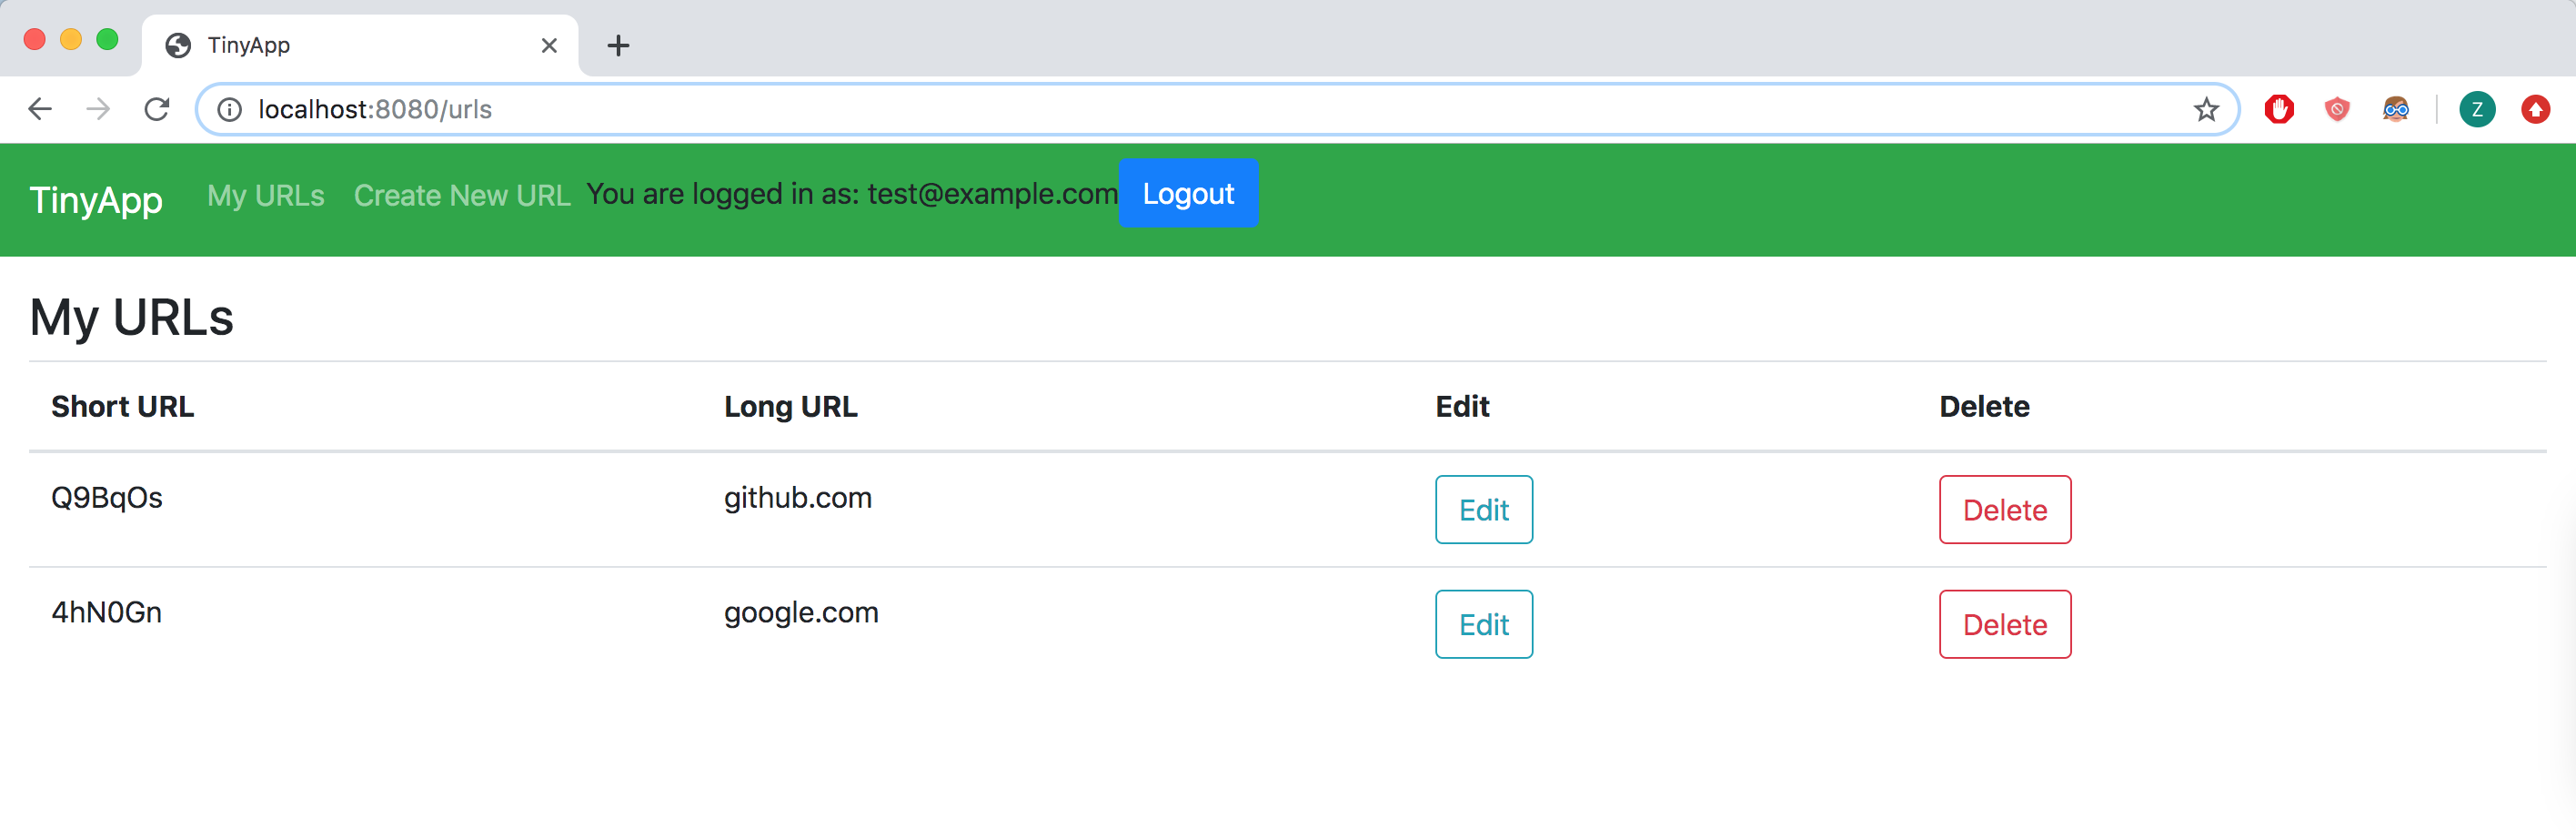 TinyApp
localhost:8080/urls
Z
TinyApp My URLs Create New URL You are logged in as: test@example.com Logout
My URLs
Short URL Long URL Edit Delete
Q9BqOs github.com Edit Delete
4hN0Gn google.com Edit Delete